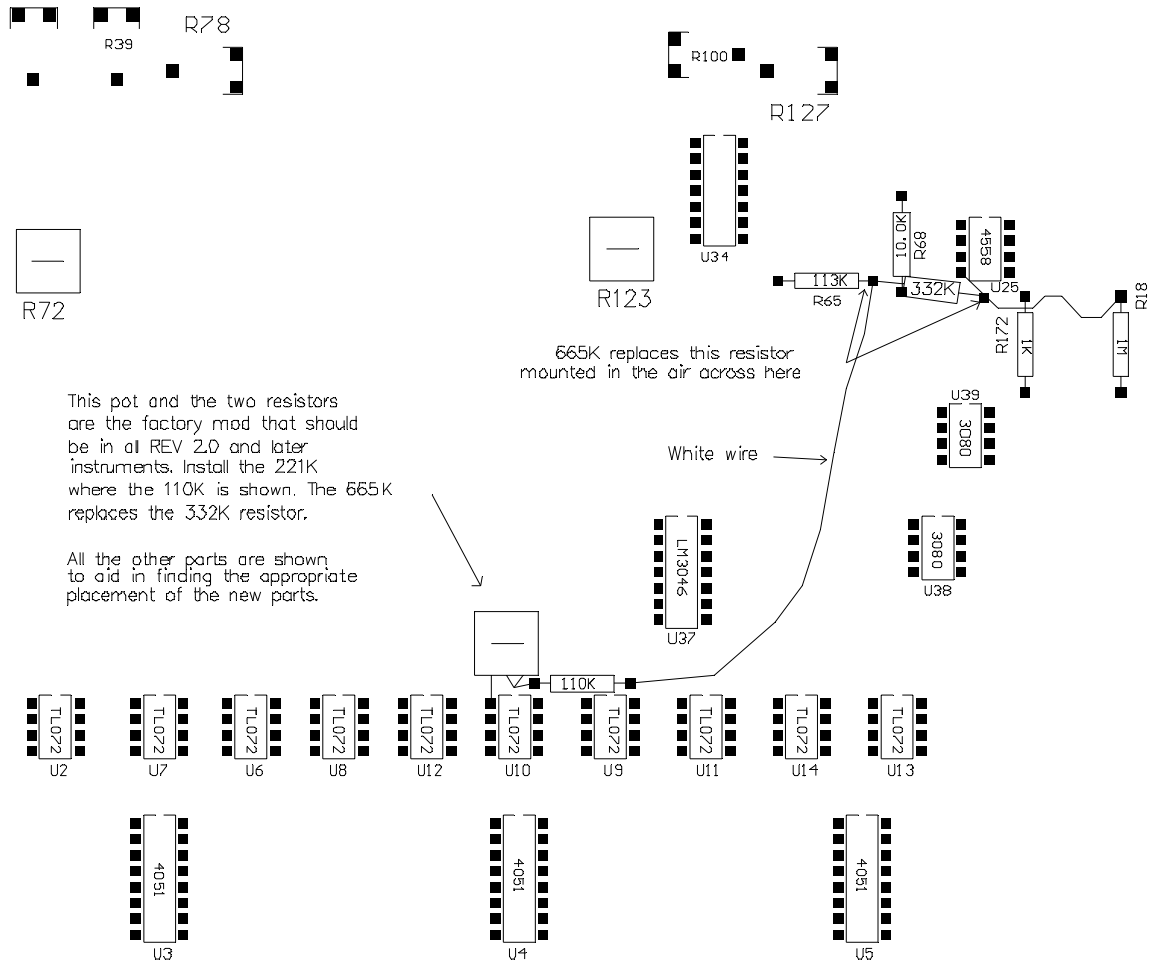 R78
R39
R100
R127
U34
10.0K
R68
4558
U25
R72
R123
113K
R65
332K
R172
1K
R18
1M
665K replaces this resistor
mounted in the air across here
This pot and the two resistors
are the factory mod that should
be in all REV 2.0 and later
instruments. Install the 221K
where the 110K is shown. The 665K
replaces the 332K resistor.
All the other parts are shown
to aid in finding the appropriate
placement of the new parts.
White wire
U39
3080
3080
U38
LM3046
U37
110K
TL072
TL072
TL072
TL072
TL072
TL072
TL072
TL072
TL072
TL072
U2
U7
U6
U8
U12
U10
U9
U11
U14
U13
4051
4051
4051
U3
U4
U5